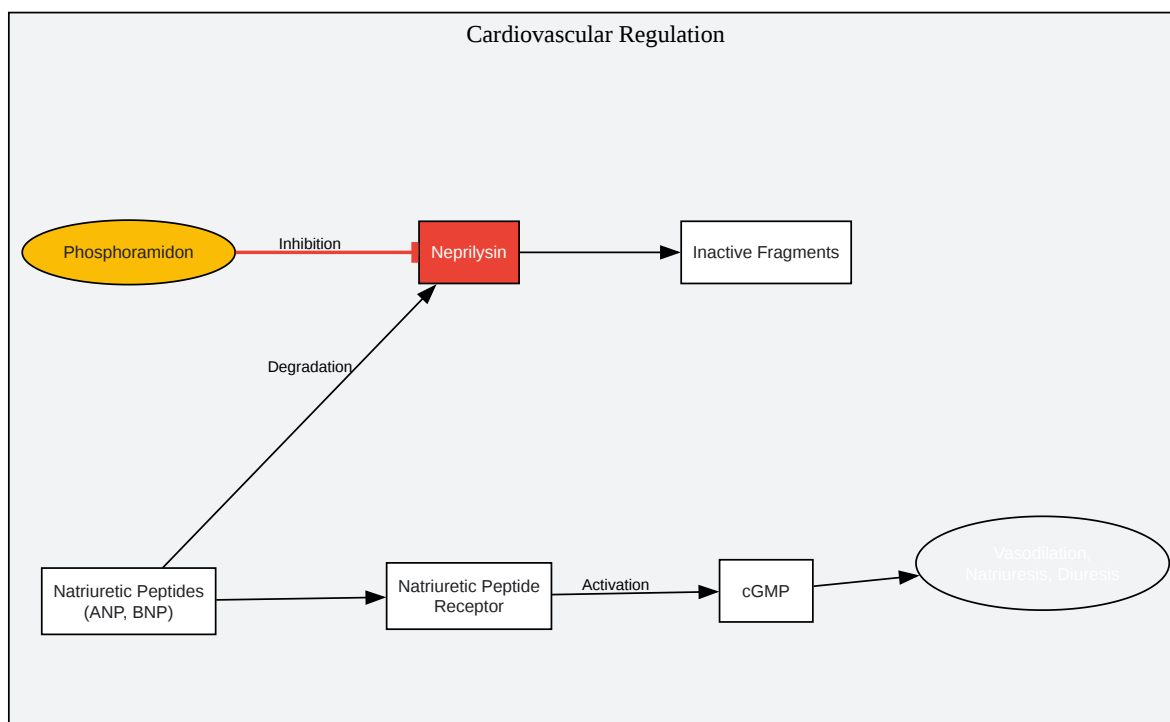 Cardiovascular Regulation
Phosphoramidon
Inhibition
Neprilysin
Inactive Fragments
Degradation
Natriuretic Peptides
(ANP, BNP)
Natriuretic Peptide
Receptor
Activation
cGMP
Vasodilation,
Natriuresis, Diuresis